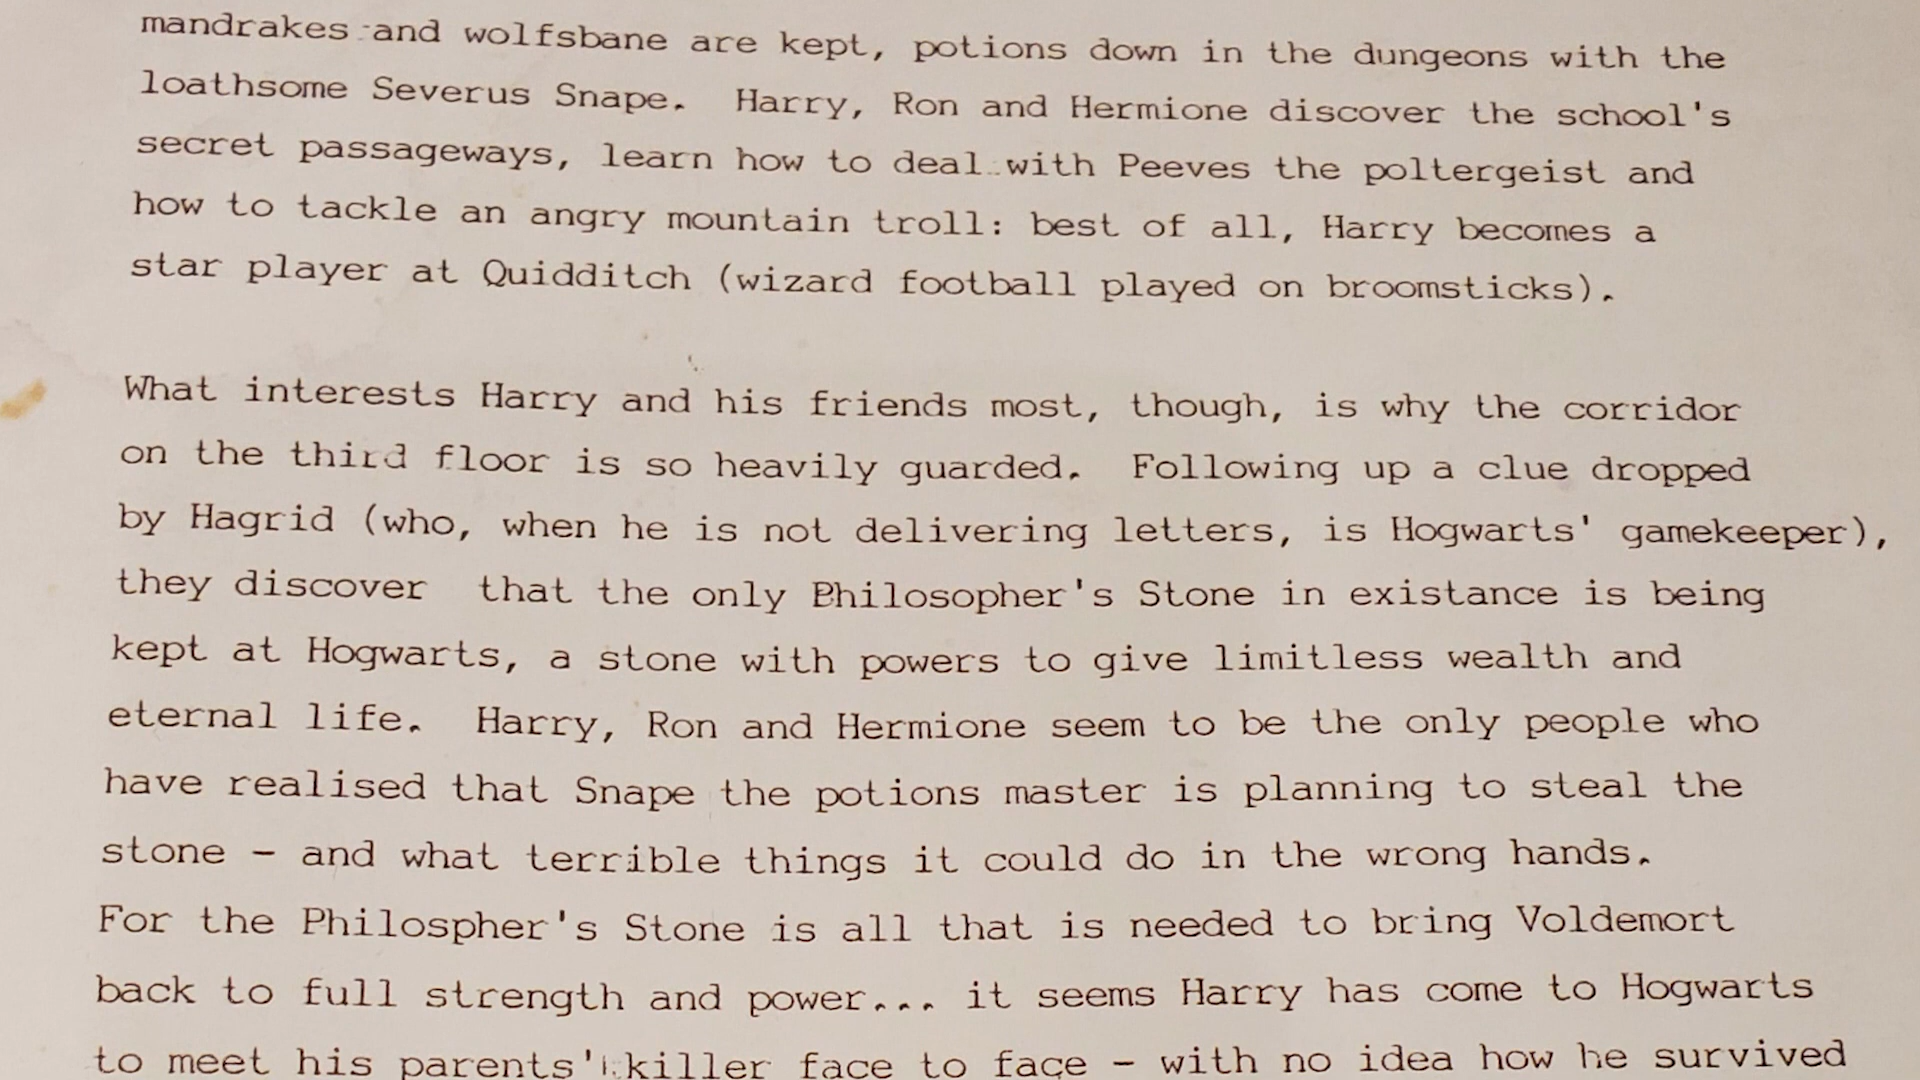 mandrakes and wolfsbane are kept, potions down in the dungeons with the
loathsome Severus Snape. Harry, Ron and Hermione discover the school's
secret passageways, learn how to deal with Peeves the poltergeist and
how to tackle an angry mountain troll: best of all, Harry becomes a
star player at Quidditch (wizard football played on broomsticks).
What interests Harry and his friends most, though, is why the corridor
on the third floor is so heavily guarded. Following up a clue dropped
by Hagrid (who, when he is not delivering letters, is Hogwarts' gamekeeper),
they discover that the only Philosopher's Stone in existance is being
kept at Hogwarts, a stone with powers to give limitless wealth and
eternal life. Harry, Ron and Hermione seem to be the only people who
have realised that Snape the potions master is planning to steal the
stone - and what terrible things it could do in the wrong hands.
For the Philospher's Stone is all that is needed to bring Voldemort
back to full strength and power... it seems Harry has come to Hogwarts
to meet his parents' killer face to face - with no idea how he survived